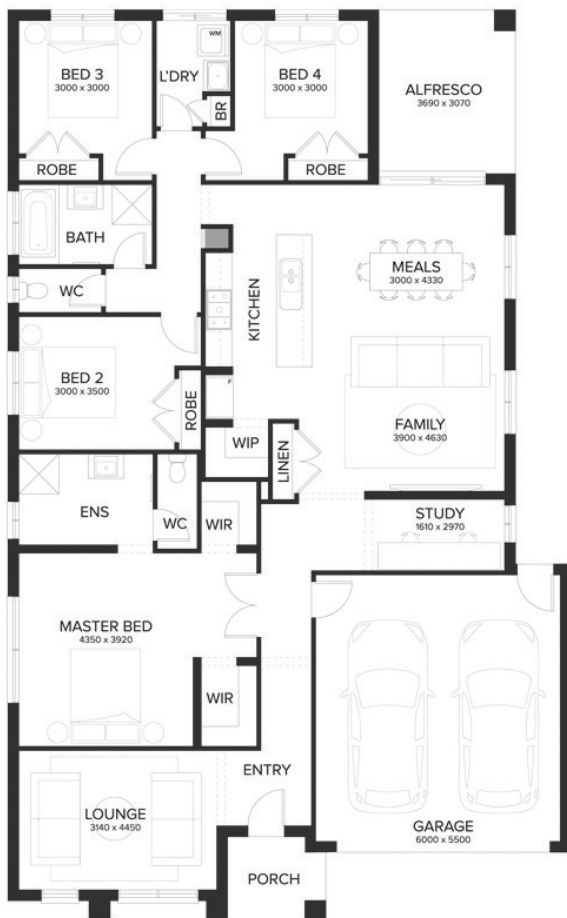 BED 3
3000 x 3000
L'DRY
WM
BR
BED 4
3000 x 3000
ALFRESCO
3690 x 3070
ROBE
ROBE
BATH
WC
KITCHEN
MEALS
3000 x 4330
BED 2
3000 x 3500
ROBE
F
WIP
LINEN
FAMILY
3900 x 4630
ENS
WC
WIR
STUDY
1610 x 2970
MASTER BED
4350 x 3920
WIR
ENTRY
LOUNGE
3140 x 4450
GARAGE
6000 x 5500
PORCH